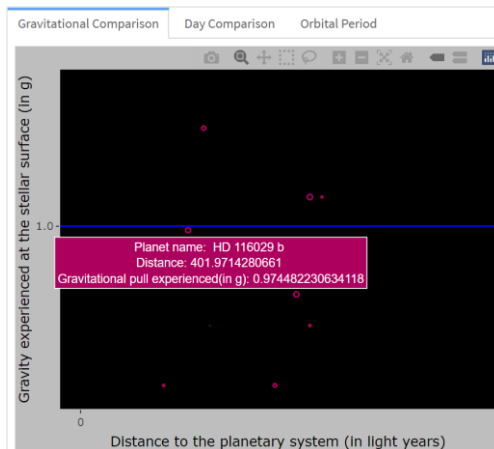 Gravitational Comparison Day Comparison Orbital Period
Gravity experienced at the stellar surface (in g)
1.0
Planet name: HD 116029 b
Distance: 401.9714280661
Gravitational pull experienced(in g): 0.974482230634118
0
Distance to the planetary system (in light years)